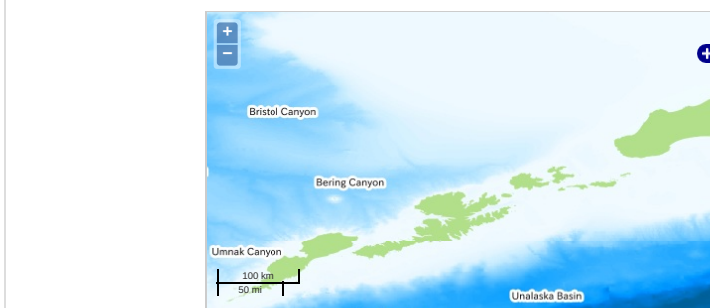 +
−
Bristol Canyon
Bering Canyon
Umnak Canyon
100 km
50 mi
Unalaska Basin